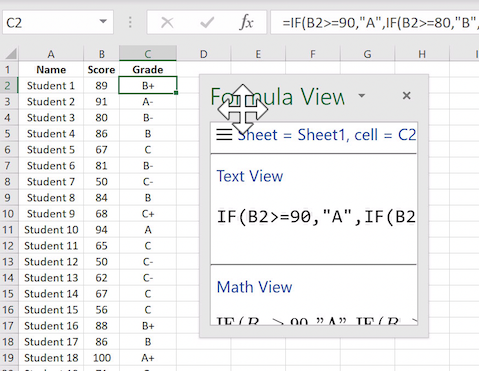 C2 fx =IF(B2>=90,"A",IF(B2>=80,"B",
A B C D E F G H
1 Name Score Grade
2 Student 1 89 B+
3 Student 2 91 A-
4 Student 3 80 B-
5 Student 4 86 B
6 Student 5 67 C
7 Student 6 81 B-
8 Student 7 50 C-
9 Student 8 84 B
10 Student 9 68 C+
11 Student 10 94 A
12 Student 11 65 C
13 Student 12 50 C-
14 Student 13 62 C-
15 Student 14 67 C
16 Student 15 56 C
17 Student 16 88 B+
18 Student 17 86 B
19 Student 18 100 A+
Formula View
Sheet = Sheet1, cell = C2
Text View
IF(B2>=90,"A",IF(B2
Math View